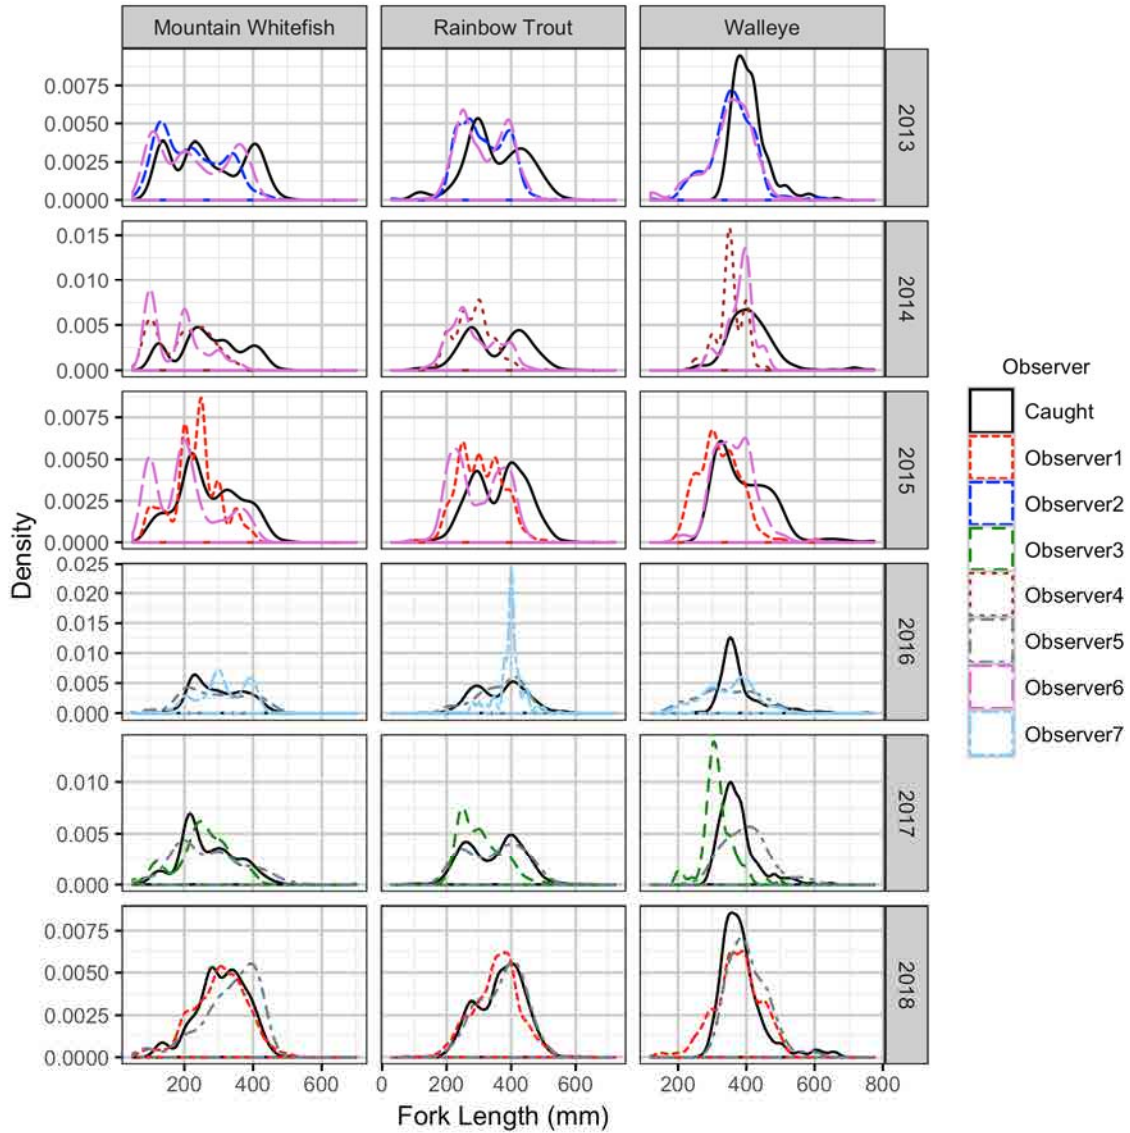 Mountain Whitefish Rainbow Trout Walleye
0.0075
0.0050
0.0025
0.0000
2013
0.015
0.010
0.005
0.000
2014
0.0075
0.0050
0.0025
0.0000
2015
0.025
0.020
0.015
0.010
0.005
0.000
2016
0.010
0.005
0.000
2017
0.0075
0.0050
0.0025
0.0000
2018
200 400 600 0 200 400 600 200 400 600 800
Fork Length (mm)
Density
Observer
Caught
Observer1
Observer2
Observer3
Observer4
Observer5
Observer6
Observer7